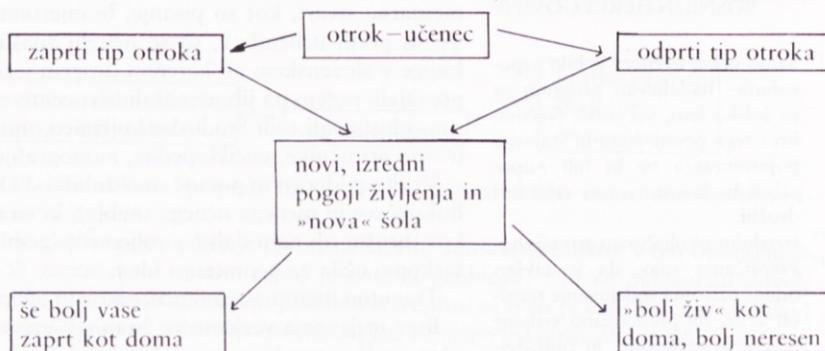 otrok–učenec
zaprti tip otroka
odprti tip otroka
novi, izredni
pogoji življenja in
»nova« šola
še bolj vase
zaprt kot doma
»bolj živ« kot
doma, bolj neresen